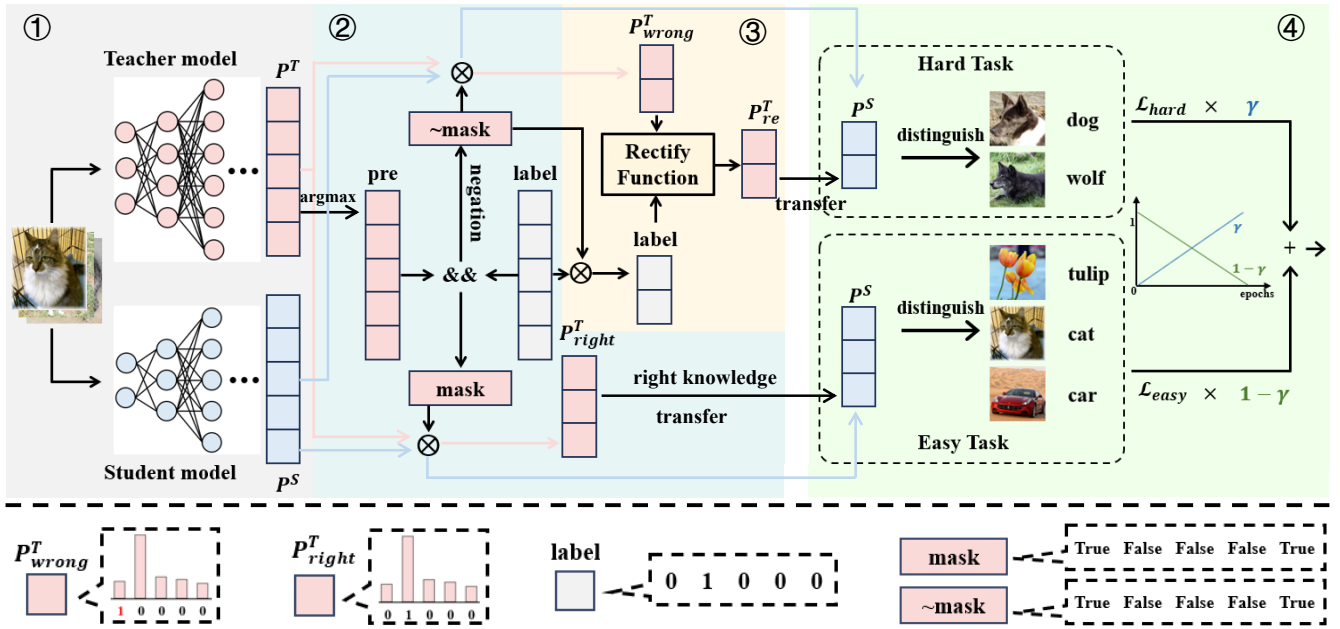 ①
Teacher model
P^T
argmax
Student model
P^S
②
~mask
pre
negation
label
&&
mask
P^T_right
right knowledge
transfer
③
P^T_wrong
Rectify
Function
label
P^T_re
transfer
④
Hard Task
P^S
distinguish
dog
wolf
ℒ_hard × γ
P^S
distinguish
tulip
cat
car
Easy Task
1
γ
1 − γ
0
epochs
+
ℒ_easy × 1 − γ
P^T_wrong
1 0 0 0 0
P^T_right
0 1 0 0 0
label
0 1 0 0 0
mask
True False False False True
~mask
True False False False True